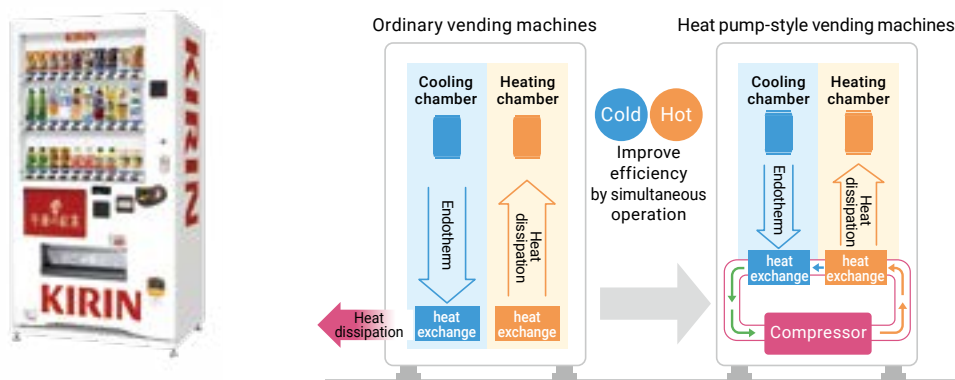 KIRIN
KIRIN
KIRIN
Ordinary vending machines
Cooling
chamber
Heating
chamber
Endotherm
Heat
dissipation
heat
exchange
heat
exchange
Heat
dissipation
Cold
Hot
Improve
efficiency
by simultaneous
operation
Heat pump-style vending machines
Cooling
chamber
Heating
chamber
Endotherm
Heat
dissipation
heat
exchange
heat
exchange
Compressor